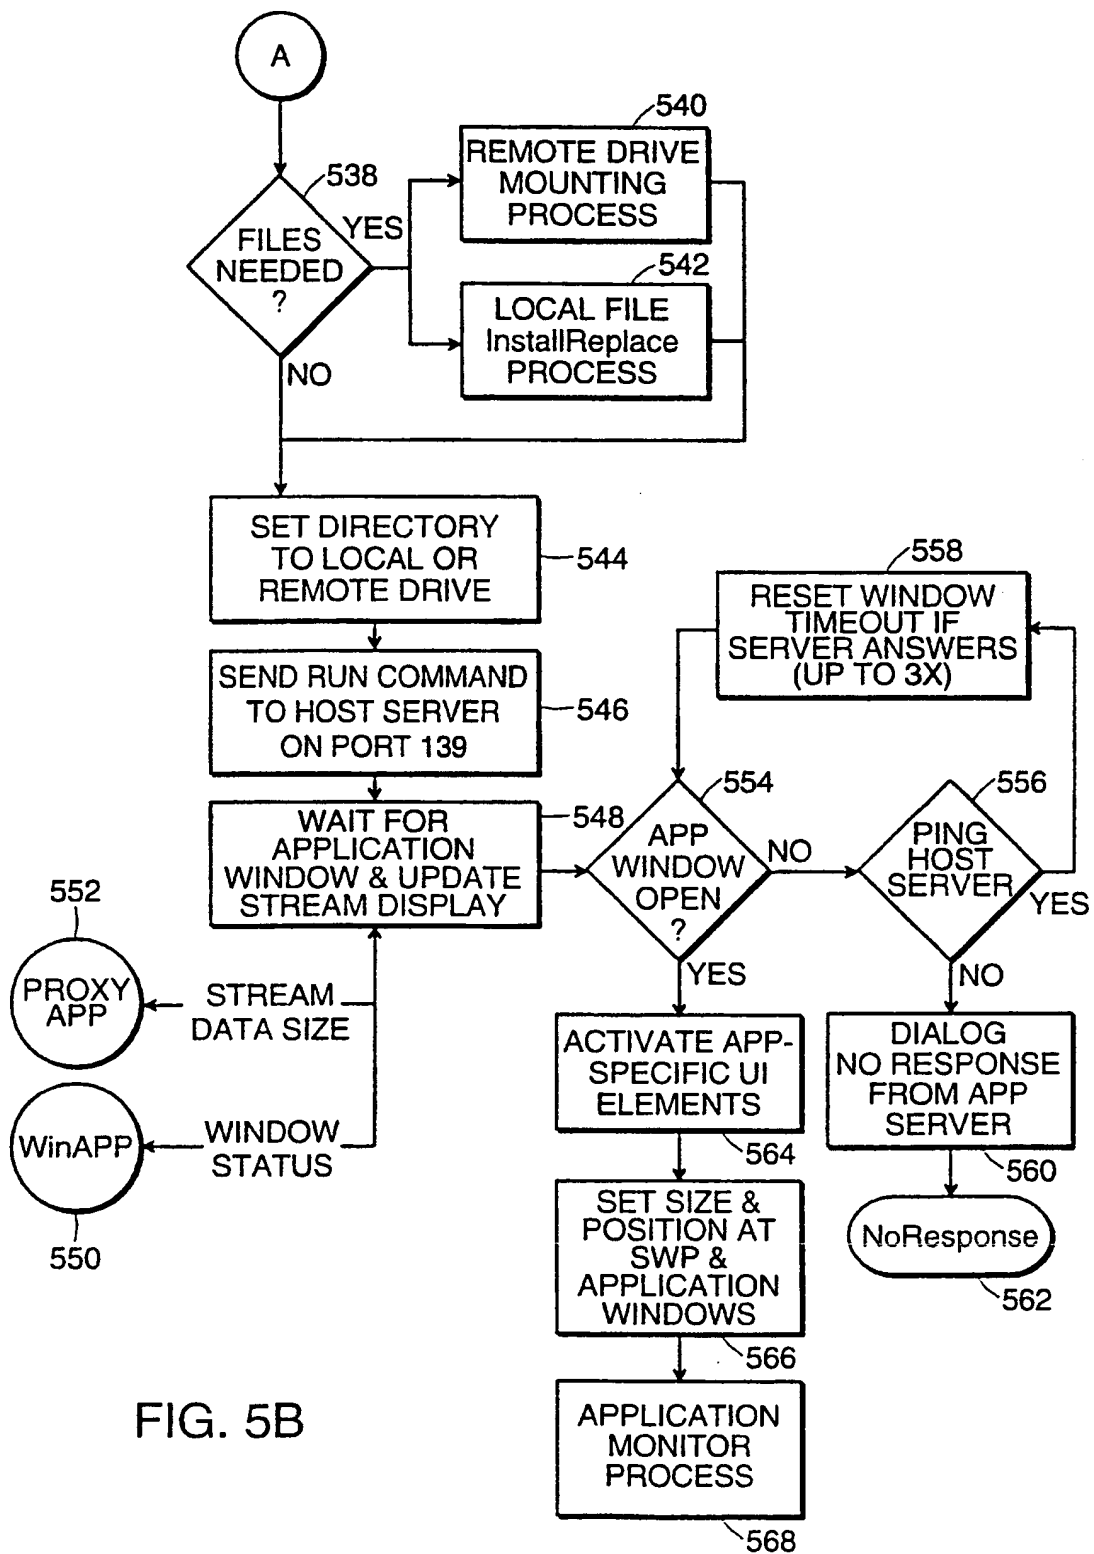 A
540
REMOTE DRIVE
MOUNTING
PROCESS
538
YES
FILES
NEEDED
?
542
LOCAL FILE
InstallReplace
PROCESS
NO
SET DIRECTORY
TO LOCAL OR
REMOTE DRIVE
544
558
RESET WINDOW
TIMEOUT IF
SERVER ANSWERS
(UP TO 3X)
SEND RUN COMMAND
TO HOST SERVER
ON PORT 139
546
WAIT FOR
APPLICATION
WINDOW & UPDATE
STREAM DISPLAY
548
554
APP
WINDOW
OPEN
?
NO
556
PING
HOST
SERVER
YES
552
PROXY
APP
STREAM
DATA SIZE
YES
NO
WinAPP
WINDOW
STATUS
550
ACTIVATE APP-
SPECIFIC UI
ELEMENTS
564
DIALOG
NO RESPONSE
FROM APP
SERVER
560
SET SIZE &
POSITION AT
SWP &
APPLICATION
WINDOWS
566
NoResponse
562
APPLICATION
MONITOR
PROCESS
568
FIG. 5B